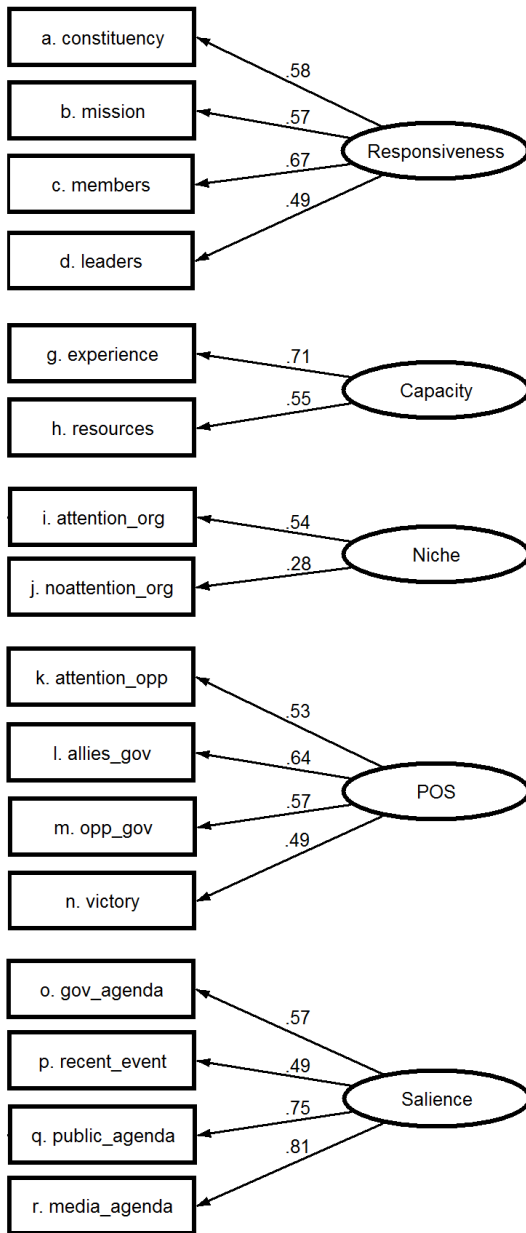 a. constituency
.58
b. mission
.57
Responsiveness
c. members
.67
d. leaders
.49
g. experience
.71
Capacity
h. resources
.55
i. attention_org
.54
Niche
j. noattention_org
.28
k. attention_opp
.53
l. allies_gov
.64
POS
m. opp_gov
.57
n. victory
.49
o. gov_agenda
.57
p. recent_event
.49
Salience
q. public_agenda
.75
r. media_agenda
.81